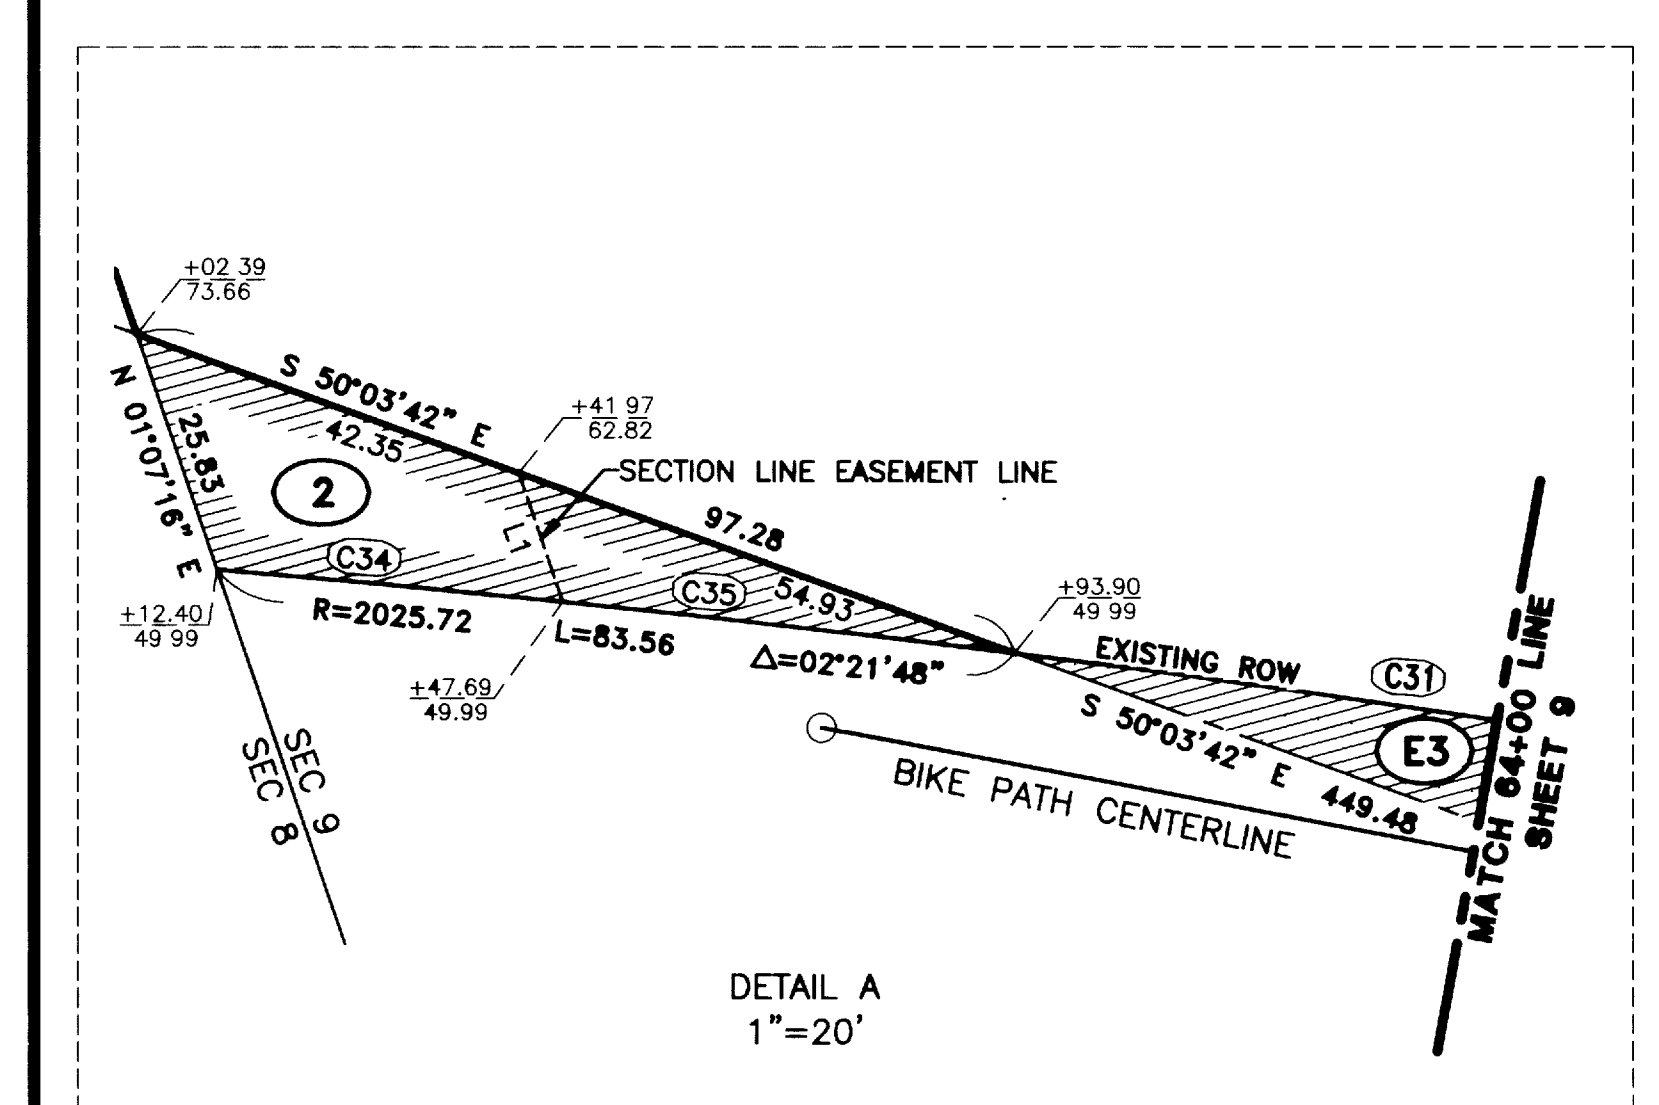 +02 39
73.66
S 50°03'42" E
42.35
+41 97
62.82
SECTION LINE EASEMENT LINE
N 01°07'16" E
25.83
2
L1
97.28
C34
C35
54.93
+93.90
49 99
+12.40
49 99
R=2025.72
L=83.56
Δ=02°21'48"
EXISTING ROW
C31
+47.69
49.99
S 50°03'42" E 449.48
E3
MATCH 64+00 LINE
SHEET 9
BIKE PATH CENTERLINE
SEC 9
SEC 8
DETAIL A
1"=20'